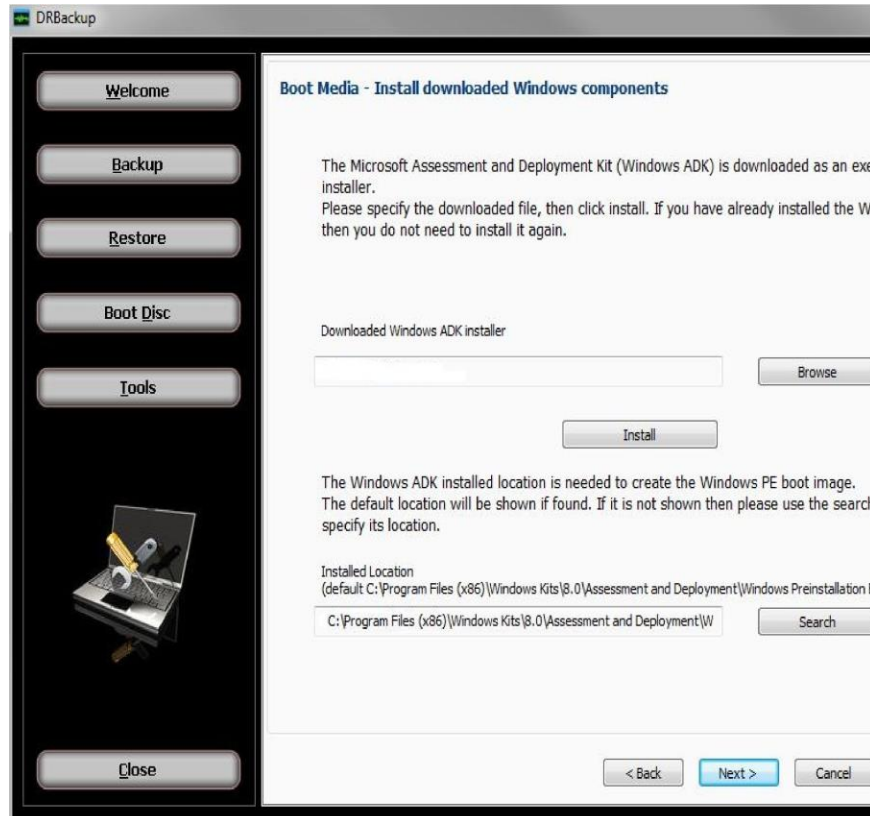 DRBackup
Welcome
Backup
Restore
Boot Disc
Tools
Close
Boot Media - Install downloaded Windows components
The Microsoft Assessment and Deployment Kit (Windows ADK) is downloaded as an exe
installer.
Please specify the downloaded file, then click install. If you have already installed the W
then you do not need to install it again.
Downloaded Windows ADK installer
Browse
Install
The Windows ADK installed location is needed to create the Windows PE boot image.
The default location will be shown if found. If it is not shown then please use the search
specify its location.
Installed Location
(default C:\Program Files (x86)\Windows Kits\8.0\Assessment and Deployment\Windows Preinstallation
C:\Program Files (x86)\Windows Kits\8.0\Assessment and Deployment\W
Search
< Back
Next >
Cancel